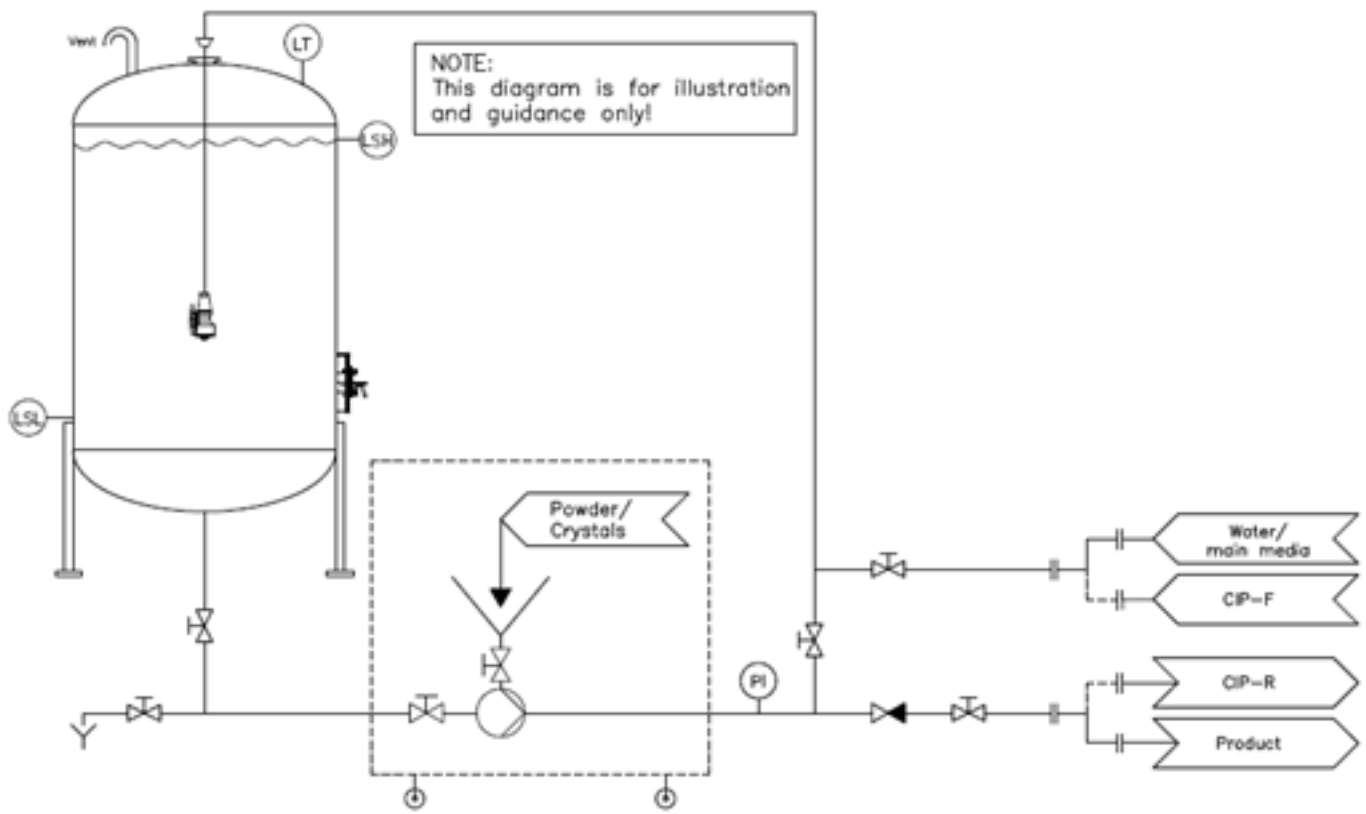 Vent
LT
NOTE:
This diagram is for illustration
and guidance only!
LSH
LSL
Powder/
Crystals
Water/
main media
CIP-F
PI
CIP-R
Product